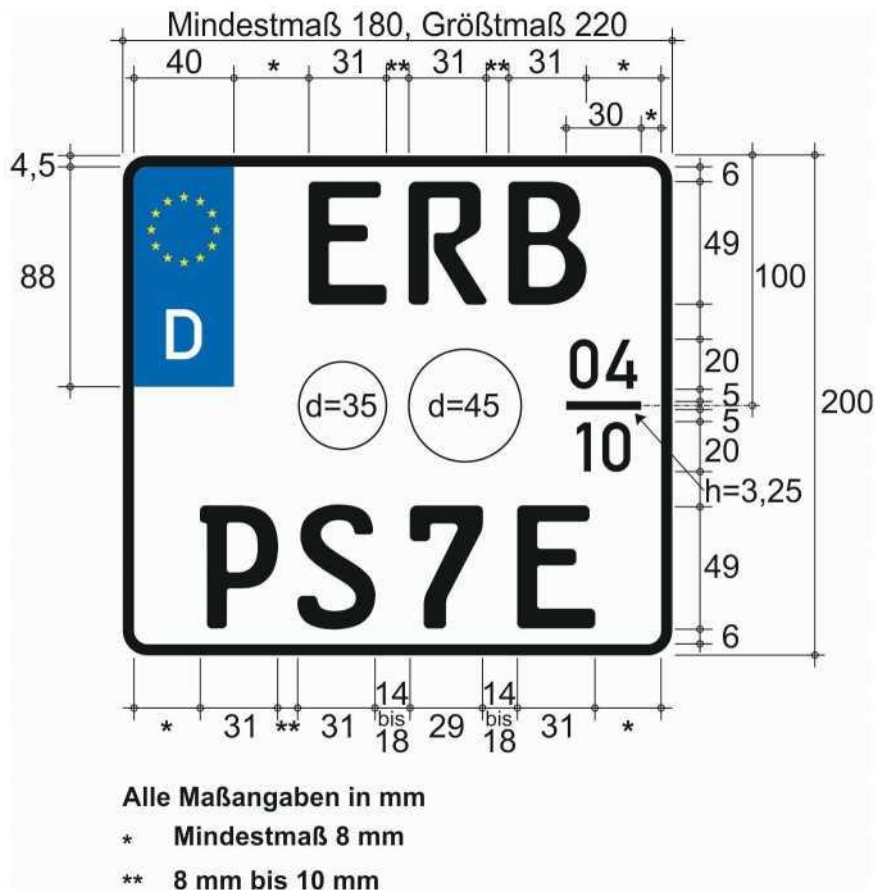 Mindestmaß 180, Größtmaß 220
40 * 31 ** 31 ** 31 *
30 *
4,5
6
ERB
49
88
100
D
04
20
5
d=35 d=45
200
5
10
20
h=3,25
PS7E
49
6
* 31 ** 31 14 bis 18 29 14 bis 18 31 *
Alle Maßangaben in mm
* Mindestmaß 8 mm
** 8 mm bis 10 mm